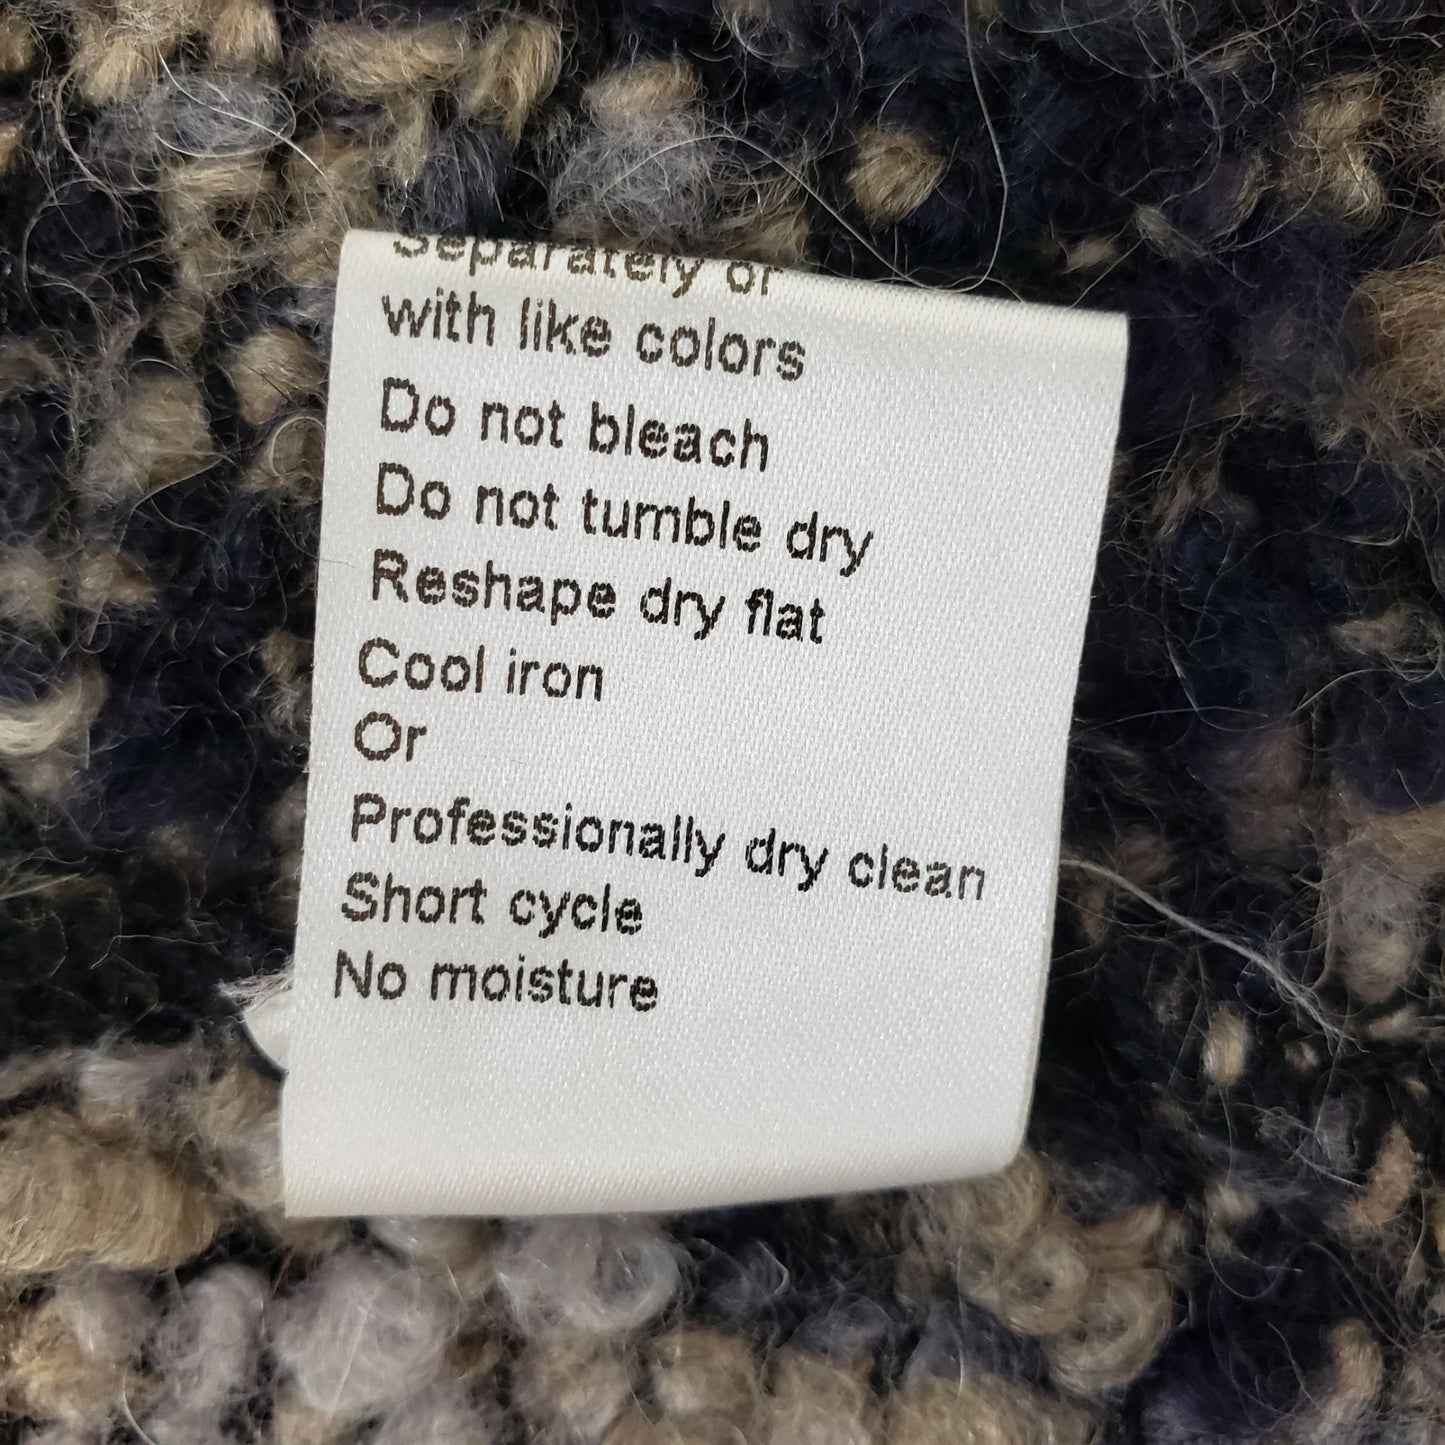 Separately or
with like colors
Do not bleach
Do not tumble dry
Reshape dry flat
Cool iron
Or
Professionally dry clean
Short cycle
No moisture